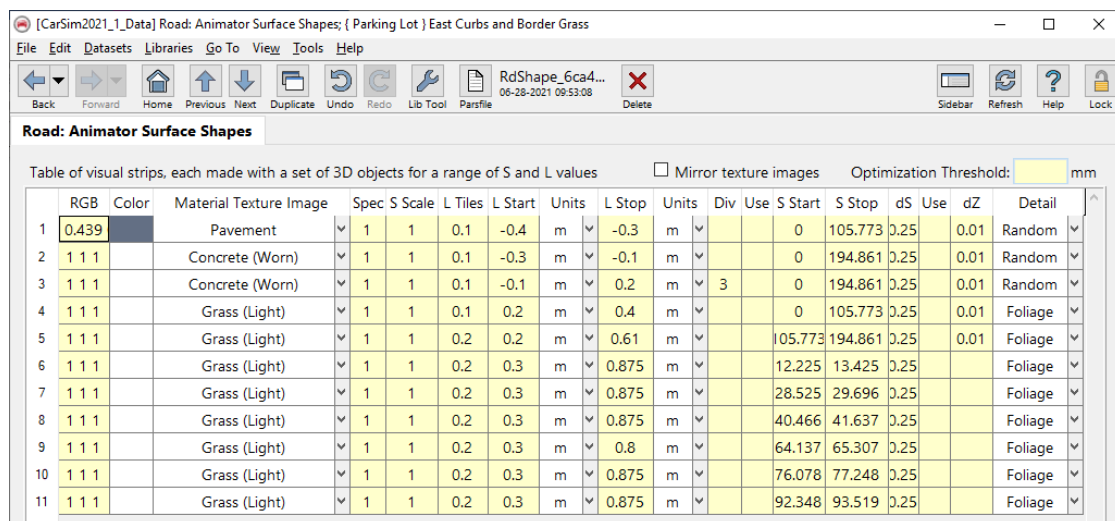 [CarSim2021_1_Data] Road: Animator Surface Shapes; { Parking Lot } East Curbs and Border Grass
File Edit Datasets Libraries Go To View Tools Help
RdShape_6ca4...
06-28-2021 09:53:08
Back Forward Home Previous Next Duplicate Undo Redo Lib Tool Parsfile Delete Sidebar Refresh Help Lock
Road: Animator Surface Shapes
Table of visual strips, each made with a set of 3D objects for a range of S and L values Mirror texture images Optimization Threshold: mm
RGB Color Material Texture Image Spec S Scale L Tiles L Start Units L Stop Units Div Use S Start S Stop dS Use dZ Detail
1 0.439 Pavement 1 1 0.1 -0.4 m -0.3 m 0 105.773 0.25 0.01 Random
2 1 1 1 Concrete (Worn) 1 1 0.1 -0.3 m -0.1 m 0 194.861 0.25 0.01 Random
3 1 1 1 Concrete (Worn) 1 1 0.1 -0.1 m 0.2 m 3 0 194.861 0.25 0.01 Random
4 1 1 1 Grass (Light) 1 1 0.1 0.2 m 0.4 m 0 105.773 0.25 0.01 Foliage
5 1 1 1 Grass (Light) 1 1 0.2 0.2 m 0.61 m 105.773 194.861 0.25 0.01 Foliage
6 1 1 1 Grass (Light) 1 1 0.2 0.3 m 0.875 m 12.225 13.425 0.25 Foliage
7 1 1 1 Grass (Light) 1 1 0.2 0.3 m 0.875 m 28.525 29.696 0.25 Foliage
8 1 1 1 Grass (Light) 1 1 0.2 0.3 m 0.875 m 40.466 41.637 0.25 Foliage
9 1 1 1 Grass (Light) 1 1 0.2 0.3 m 0.8 m 64.137 65.307 0.25 Foliage
10 1 1 1 Grass (Light) 1 1 0.2 0.3 m 0.875 m 76.078 77.248 0.25 Foliage
11 1 1 1 Grass (Light) 1 1 0.2 0.3 m 0.875 m 92.348 93.519 0.25 Foliage